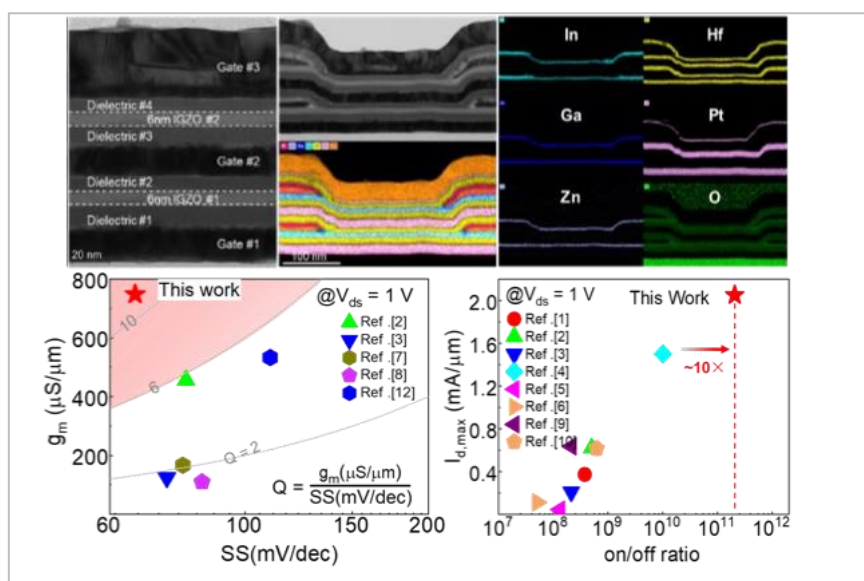 Gate #3
Dielectric #4
6nm IGZO #2
Dielectric #3
Gate #2
Dielectric #2
6nm IGZO #1
Dielectric #1
Gate #1
20 nm
100 nm
In
Hf
Ga
Pt
Zn
O
800
600
400
200
60
100
150
200
gm (μS/μm)
SS(mV/dec)
This work
@Vds = 1 V
Ref .[2]
Ref .[3]
Ref .[7]
Ref .[8]
Ref .[12]
10
6
Q = 2
Q = gm(μS/μm)
SS(mV/dec)
2.0
1.6
1.2
0.8
0.4
10^7
10^8
10^9
10^10
10^11
10^12
Id,max (mA/μm)
on/off ratio
@Vds = 1 V
This Work
Ref.[1]
Ref.[2]
Ref.[3]
Ref.[4]
Ref.[5]
Ref.[6]
Ref.[9]
~10×